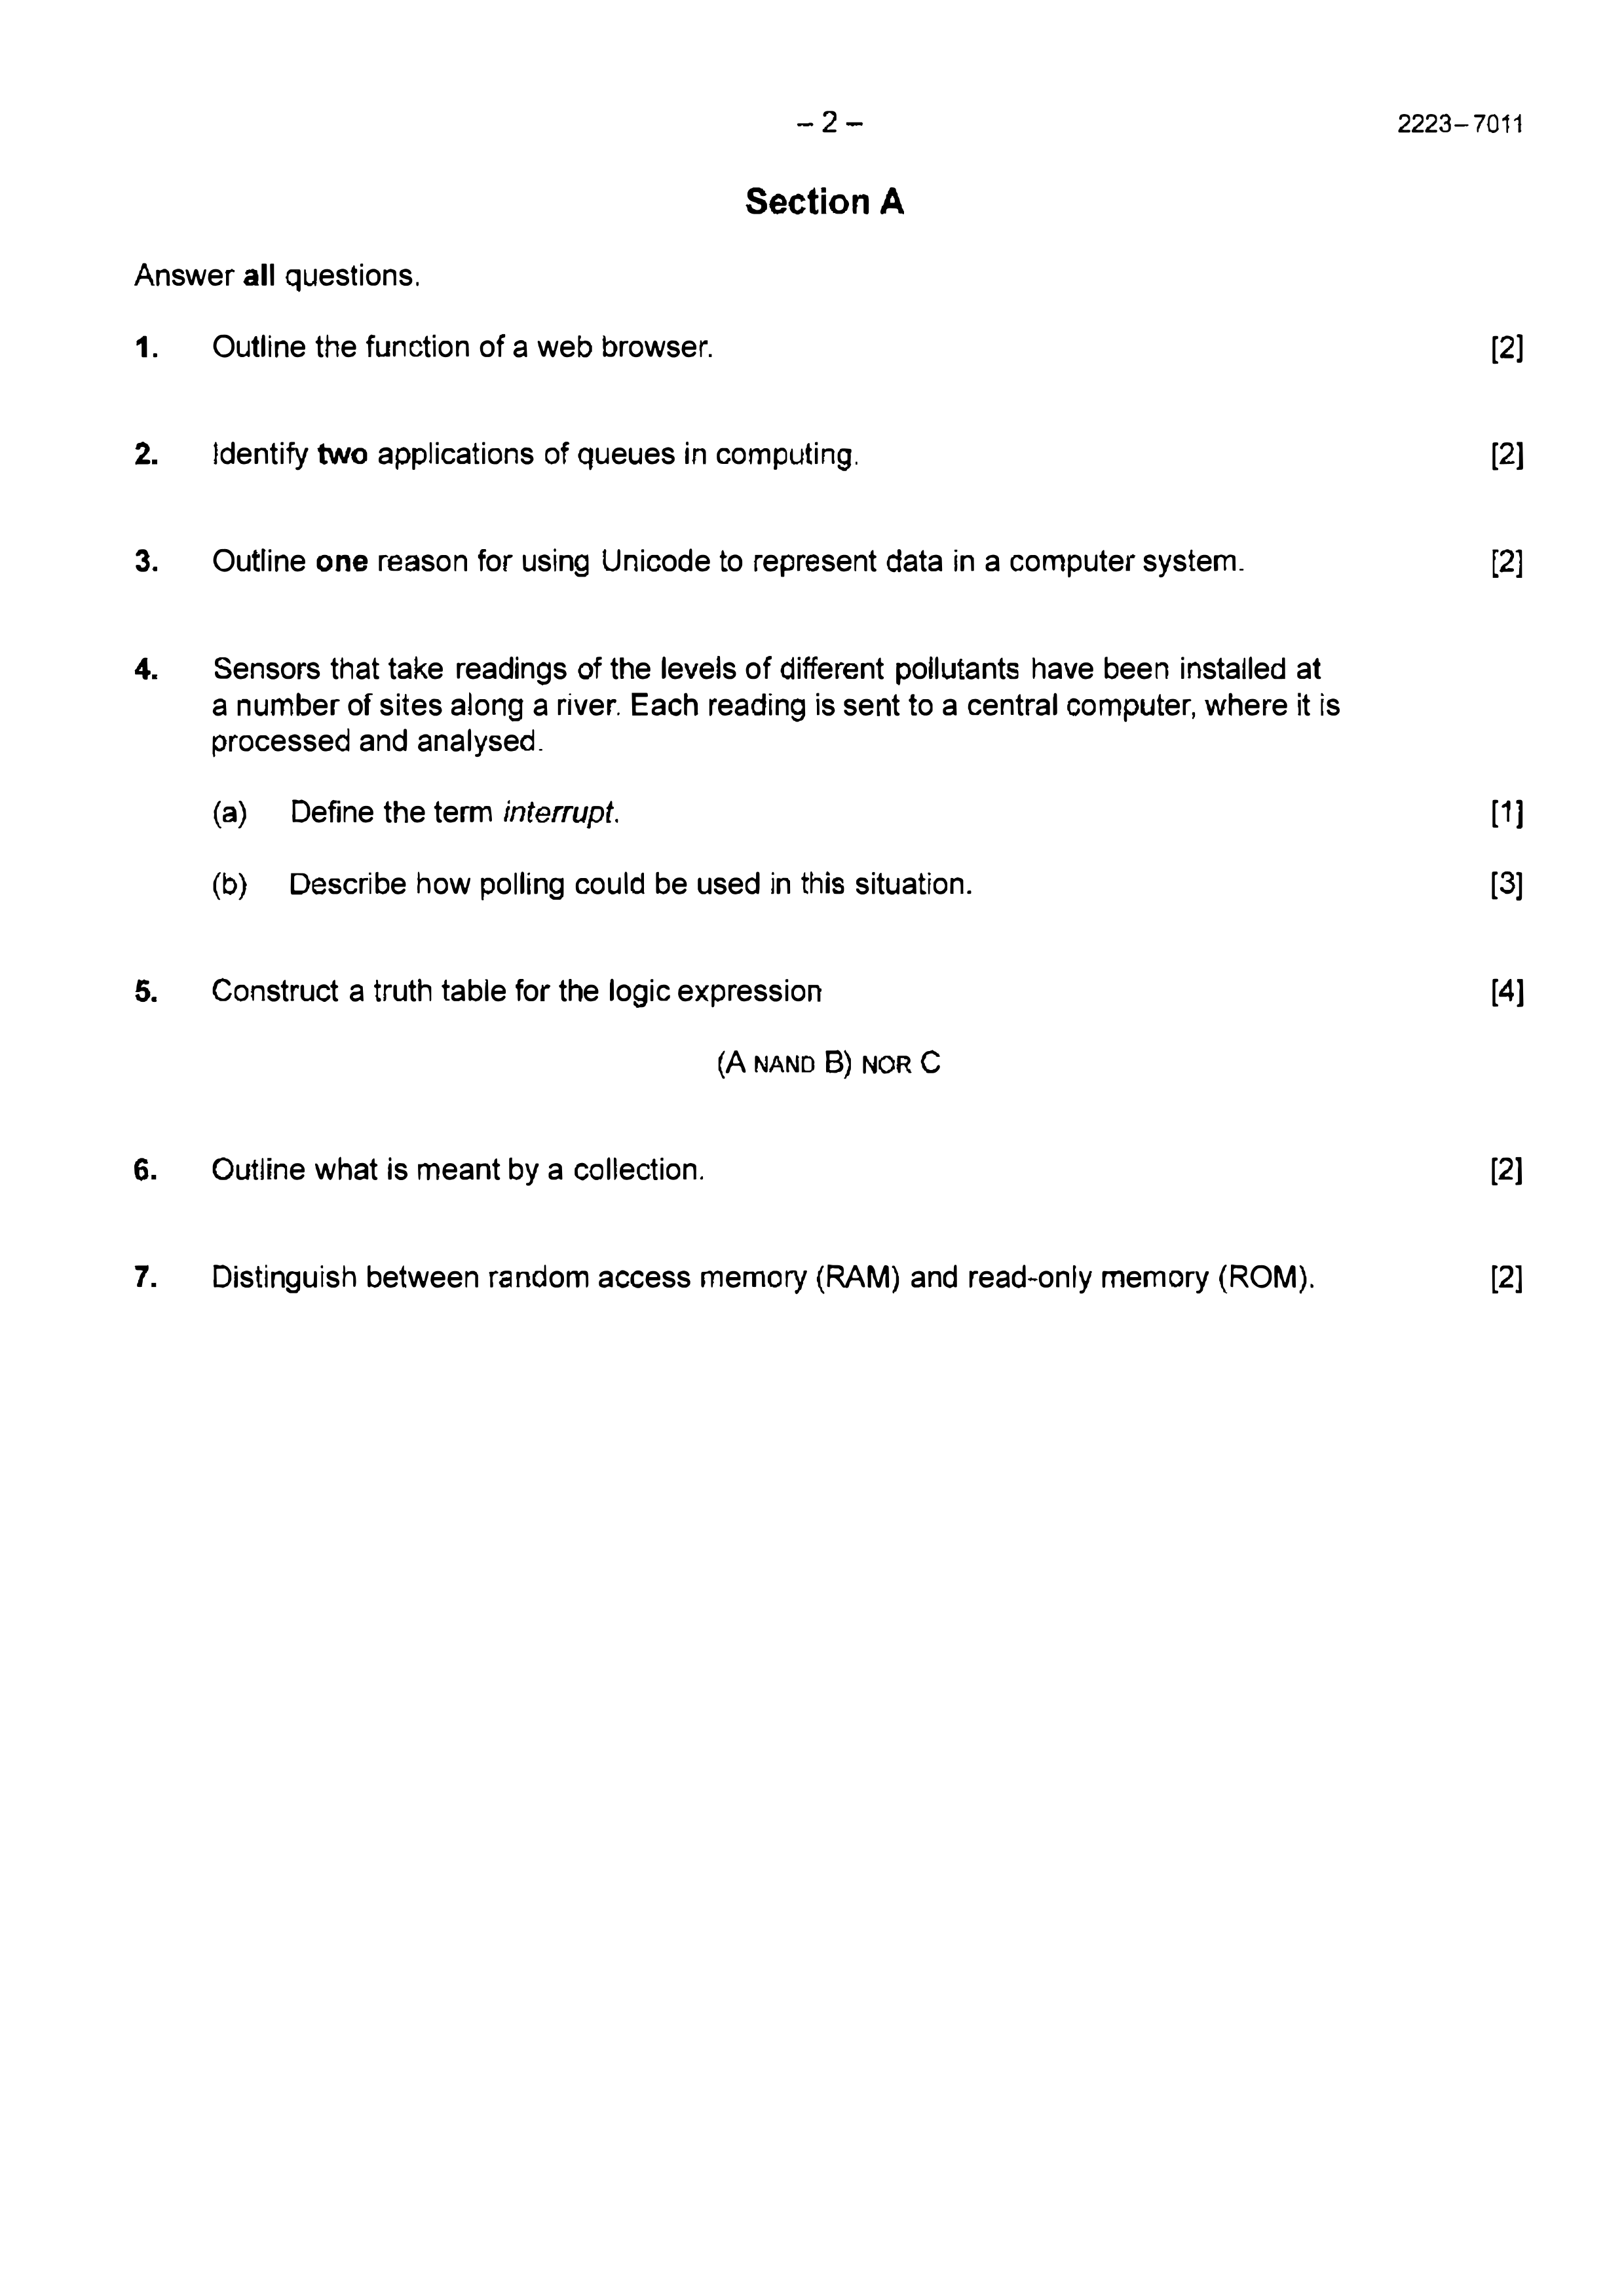 – 2 –
2223–7011
Section A
Answer all questions.
1. Outline the function of a web browser. [2]
2. Identify two applications of queues in computing. [2]
3. Outline one reason for using Unicode to represent data in a computer system. [2]
4. Sensors that take readings of the levels of different pollutants have been installed at
a number of sites along a river. Each reading is sent to a central computer, where it is
processed and analysed.
(a) Define the term interrupt. [1]
(b) Describe how polling could be used in this situation. [3]
5. Construct a truth table for the logic expression [4]
(A NAND B) NOR C
6. Outline what is meant by a collection. [2]
7. Distinguish between random access memory (RAM) and read-only memory (ROM). [2]